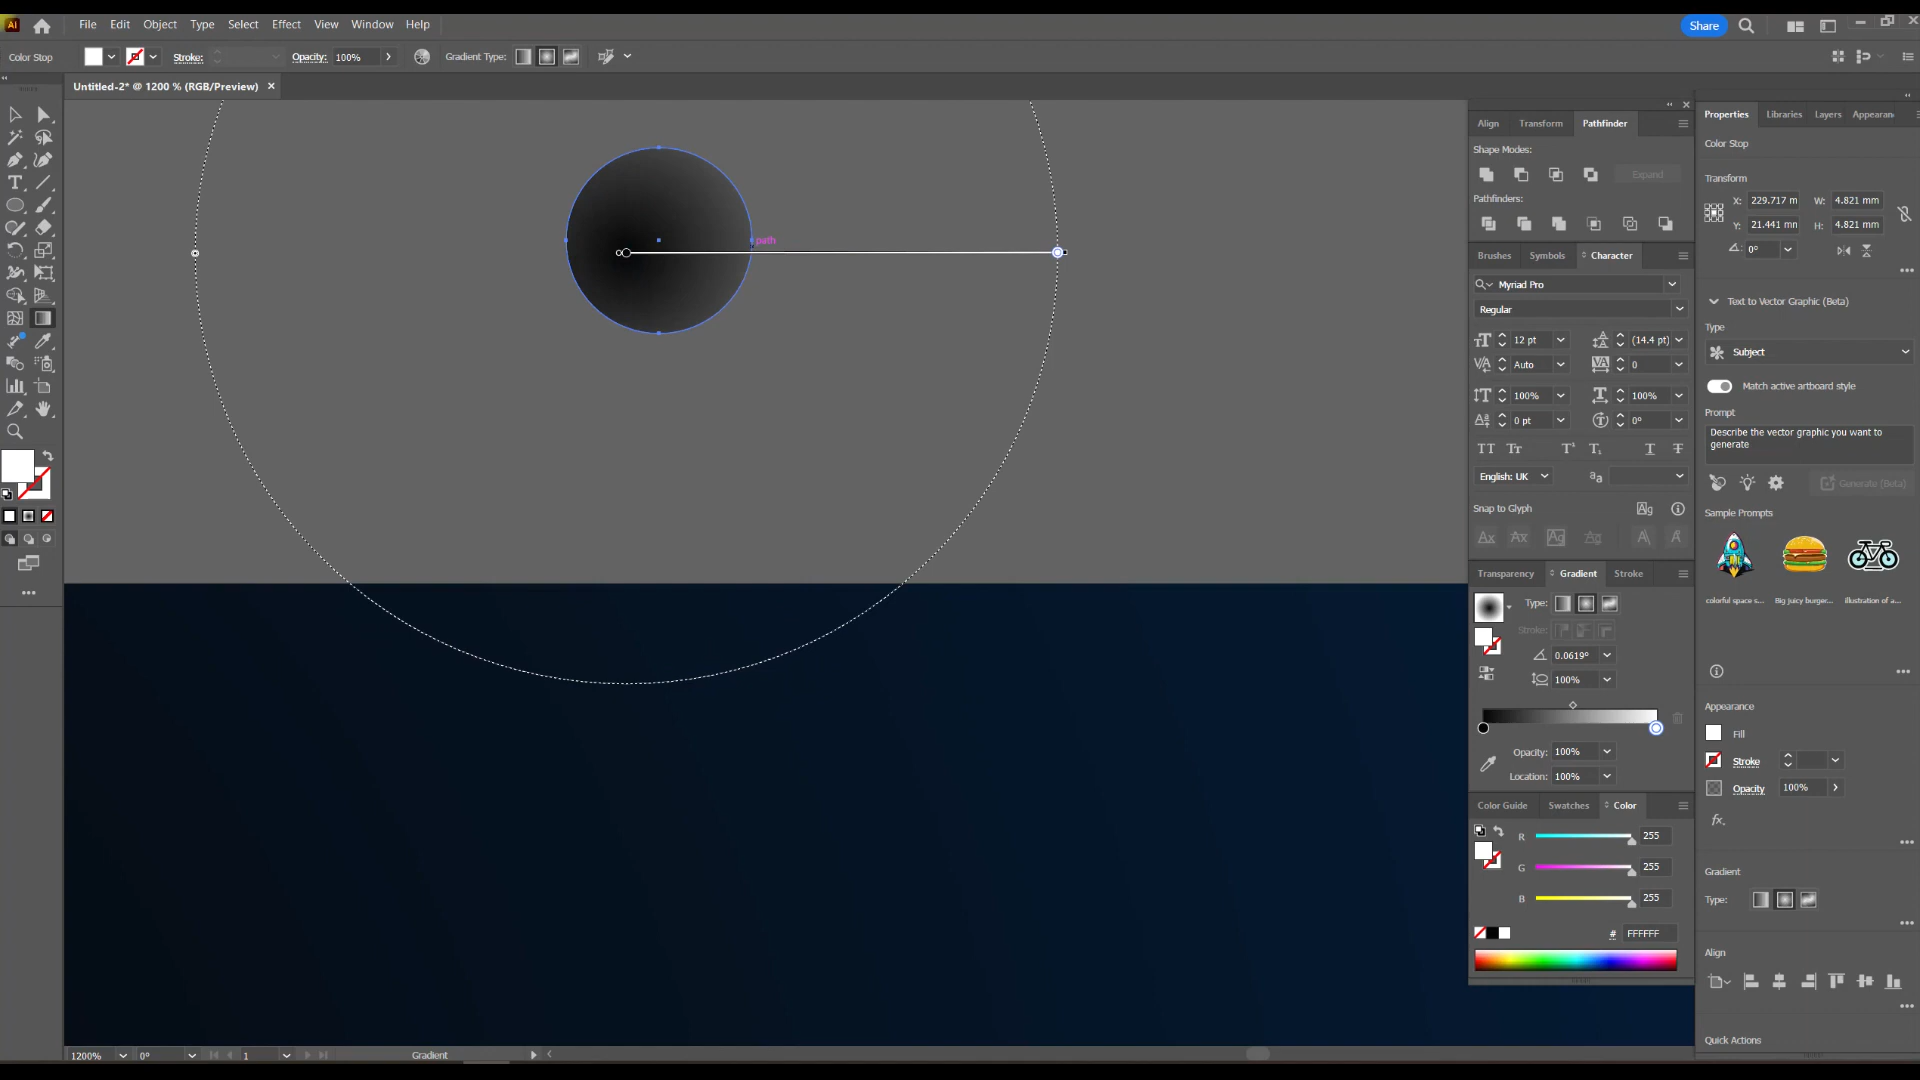 Ai File Edit Object Type Select Effect View Window Help Share
Color Stop Stroke: Opacity: 100% Gradient Type:
Untitled-2* @ 1200 % (RGB/Preview) ×
path
Align Transform Pathfinder
Shape Modes:
Expand
Pathfinders:
Brushes Symbols Character
Myriad Pro
Regular
12 pt (14.4 pt)
Auto 0
100% 100%
0 pt 0°
English: UK
Snap to Glyph
Transparency Gradient Stroke
Type:
Stroke:
0.0619°
100%
Opacity: 100%
Location: 100%
Color Guide Swatches Color
R 255
G 255
B 255
# FFFFFF
Properties Libraries Layers Appearan
Color Stop
Transform
X: 229.717 m W: 4.821 mm
Y: 21.441 mm H: 4.821 mm
0°
Text to Vector Graphic (Beta)
Type
Subject
Match active artboard style
Prompt
Describe the vector graphic you want to
generate
Generate (Beta)
Sample Prompts
colorful space s... Big juicy burger... illustration of a...
Appearance
Fill
Stroke
Opacity 100%
fx
Gradient
Type:
Align
Quick Actions
1200% 0° 1 Gradient